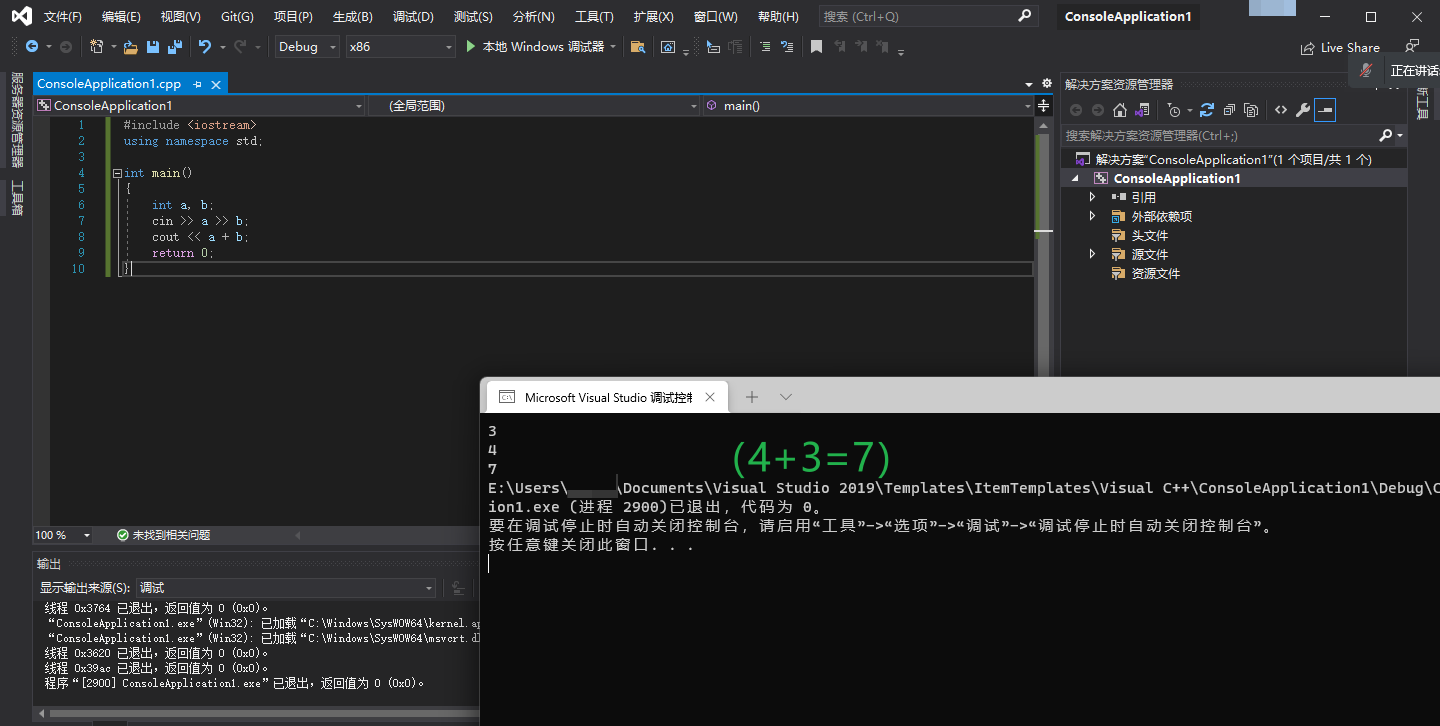 文件(F) 编辑(E) 视图(V) Git(G) 项目(P) 生成(B) 调试(D) 测试(S) 分析(N) 工具(T) 扩展(X) 窗口(W) 帮助(H) 搜索 (Ctrl+Q) ConsoleApplication1
Debug x86 本地 Windows 调试器 Live Share
正在讲话
服务器资源管理器
工具箱
ConsoleApplication1.cpp
ConsoleApplication1 (全局范围) main()
1 #include <iostream>
2 using namespace std;
3
4 int main()
5 {
6 int a, b;
7 cin >> a >> b;
8 cout << a + b;
9 return 0;
10 }
100 % 未找到相关问题
解决方案资源管理器
搜索解决方案资源管理器(Ctrl+;)
解决方案“ConsoleApplication1”(1 个项目/共 1 个)
ConsoleApplication1
引用
外部依赖项
头文件
源文件
资源文件
Microsoft Visual Studio 调试控制
3
4
7
(4+3=7)
E:\Users\ \Documents\Visual Studio 2019\Templates\ItemTemplates\Visual C++\ConsoleApplication1\Debug\C
ion1.exe (进程 2900)已退出，代码为 0。
要在调试停止时自动关闭控制台，请启用“工具”->“选项”->“调试”->“调试停止时自动关闭控制台”。
按任意键关闭此窗口. . .
输出
显示输出来源(S): 调试
线程 0x3764 已退出，返回值为 0 (0x0)。
“ConsoleApplication1.exe”(Win32): 已加载“C:\Windows\SysWOW64\kernel.ap
“ConsoleApplication1.exe”(Win32): 已加载“C:\Windows\SysWOW64\msvcrt.dl
线程 0x3620 已退出，返回值为 0 (0x0)。
线程 0x39ac 已退出，返回值为 0 (0x0)。
程序“[2900] ConsoleApplication1.exe”已退出，返回值为 0 (0x0)。